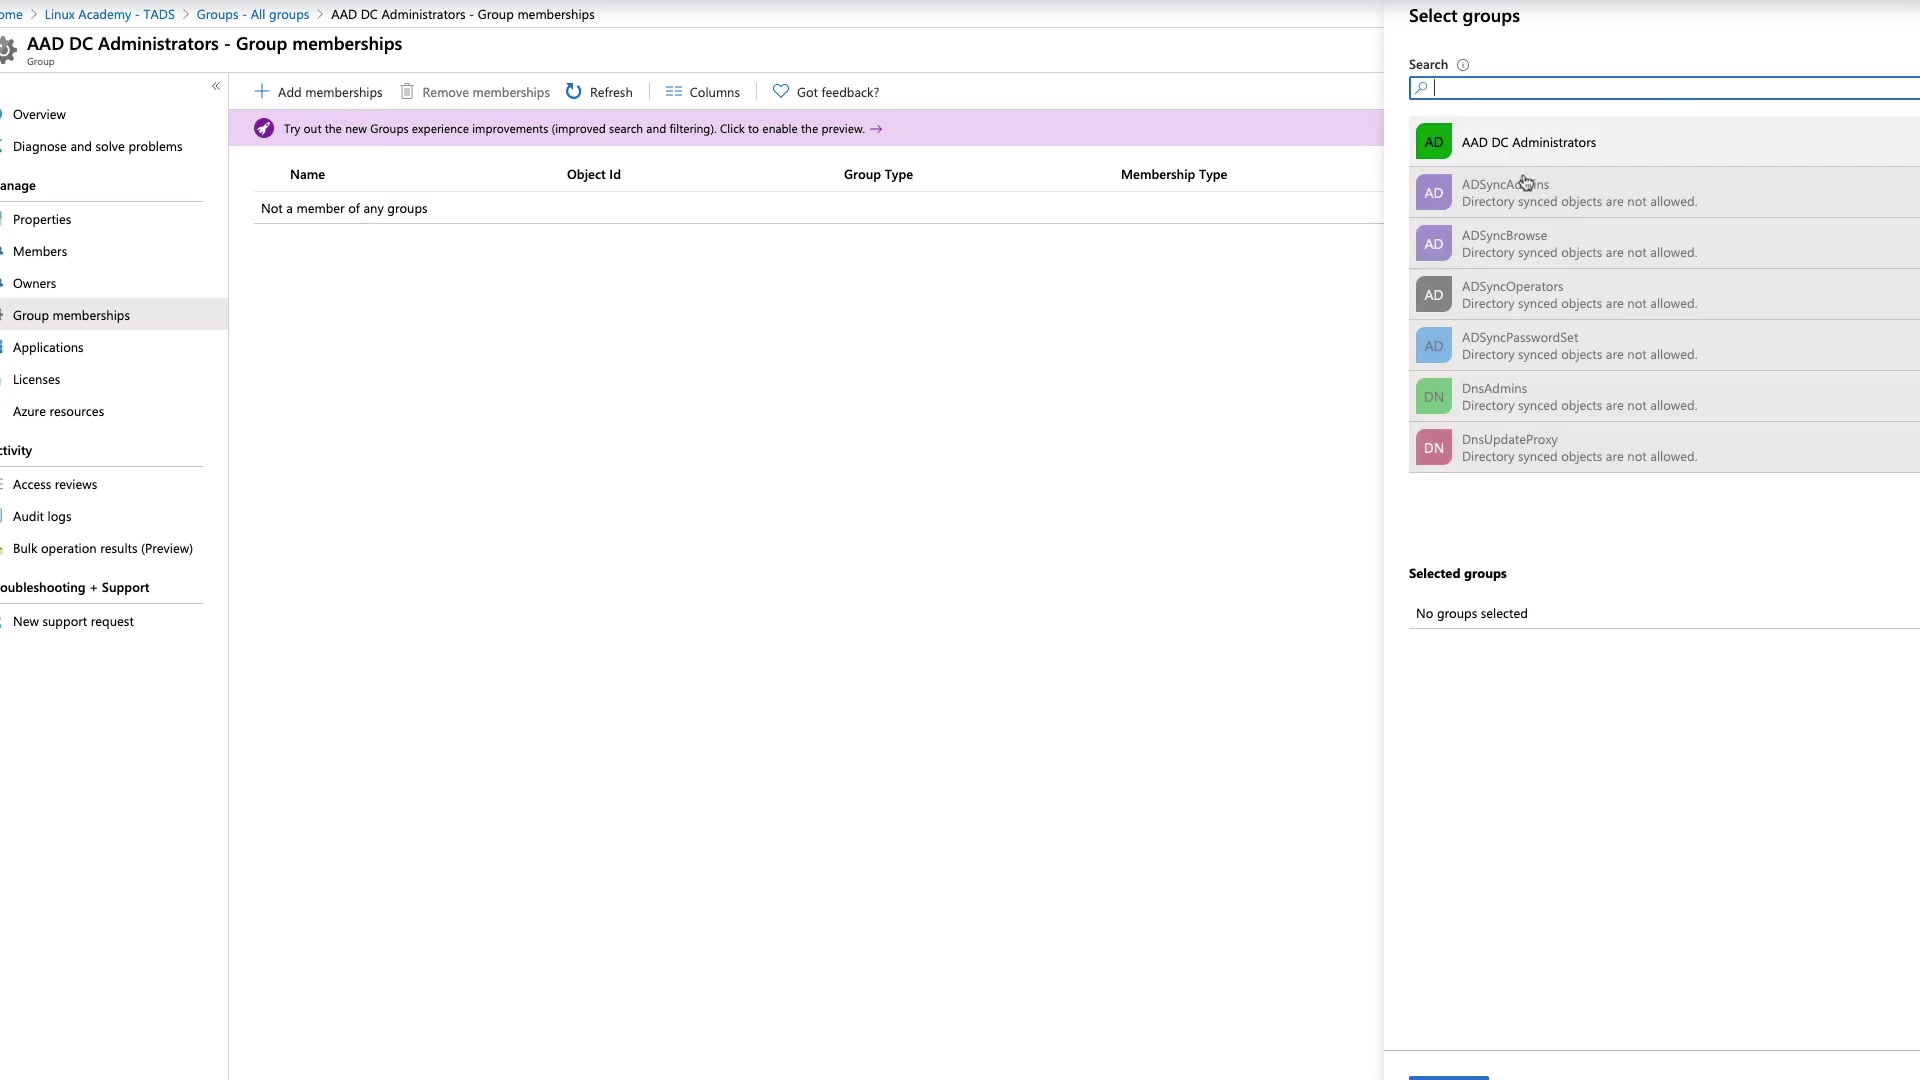 ome > Linux Academy - TADS > Groups - All groups > AAD DC Administrators - Group memberships
AAD DC Administrators - Group memberships
Group
«
Overview
Diagnose and solve problems
anage
Properties
Members
Owners
Group memberships
Applications
Licenses
Azure resources
ctivity
Access reviews
Audit logs
Bulk operation results (Preview)
oubleshooting + Support
New support request
Add memberships Remove memberships Refresh Columns Got feedback?
Try out the new Groups experience improvements (improved search and filtering). Click to enable the preview. →
Name Object Id Group Type Membership Type
Not a member of any groups
Select groups
Search
AD AAD DC Administrators
AD ADSyncAdmins
Directory synced objects are not allowed.
AD ADSyncBrowse
Directory synced objects are not allowed.
AD ADSyncOperators
Directory synced objects are not allowed.
AD ADSyncPasswordSet
Directory synced objects are not allowed.
DN DnsAdmins
Directory synced objects are not allowed.
DN DnsUpdateProxy
Directory synced objects are not allowed.
Selected groups
No groups selected